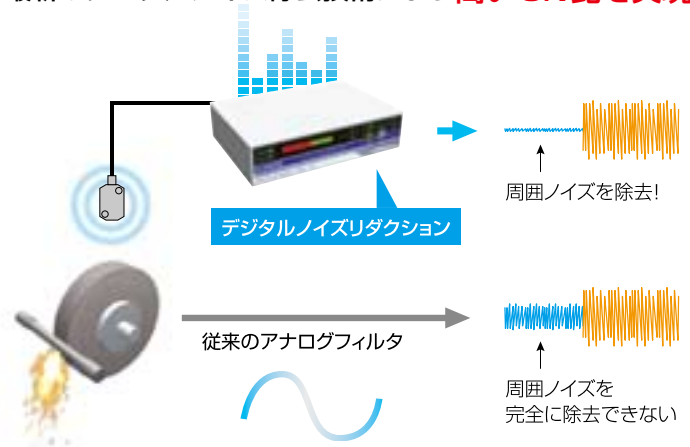 デジタルノイズリダクション
周囲ノイズを除去!
従来のアナログフィルタ
周囲ノイズを
完全に除去できない